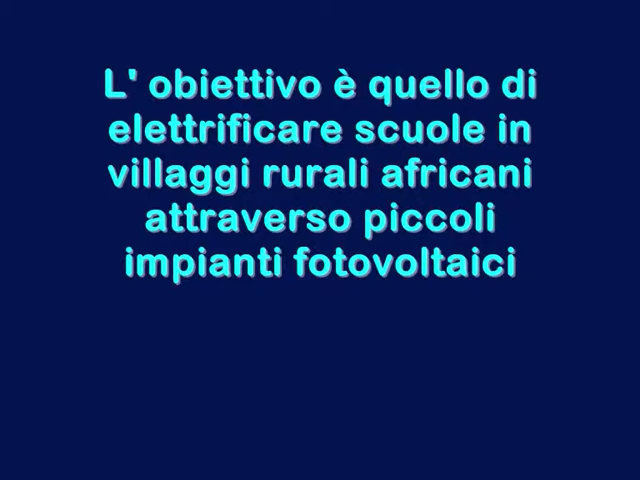 L' obiettivo è quello di
elettrificare scuole in
villaggi rurali africani
attraverso piccoli
impianti fotovoltaici